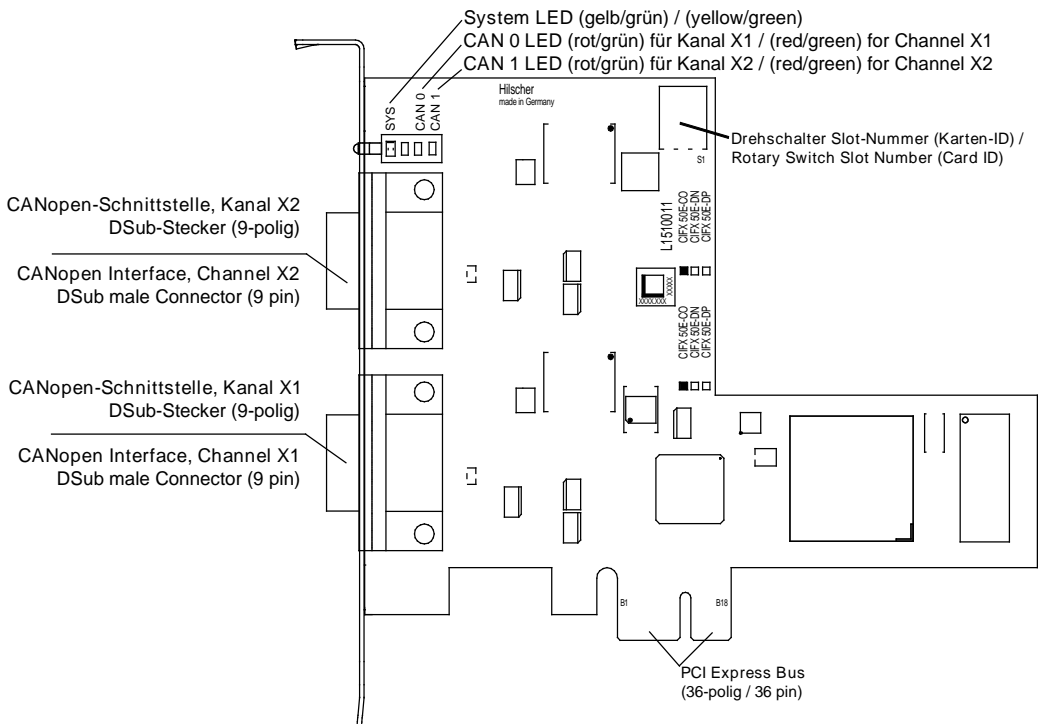 System LED (gelb/grün) / (yellow/green)
CAN 0 LED (rot/grün) für Kanal X1 / (red/green) for Channel X1
CAN 1 LED (rot/grün) für Kanal X2 / (red/green) for Channel X2
SYS
CAN 0
CAN 1
Hilscher
made in Germany
Drehschalter Slot-Nummer (Karten-ID) /
Rotary Switch Slot Number (Card ID)
S1
CANopen-Schnittstelle, Kanal X2
DSub-Stecker (9-polig)
CANopen Interface, Channel X2
DSub male Connector (9 pin)
L1510011
CIFX 50E-CO
CIFX 50E-DN
CIFX 50E-DP
XXXX
XXXXXXX
CIFX 50E-CO
CIFX 50E-DN
CIFX 50E-DP
CANopen-Schnittstelle, Kanal X1
DSub-Stecker (9-polig)
CANopen Interface, Channel X1
DSub male Connector (9 pin)
B1
B18
PCI Express Bus
(36-polig / 36 pin)